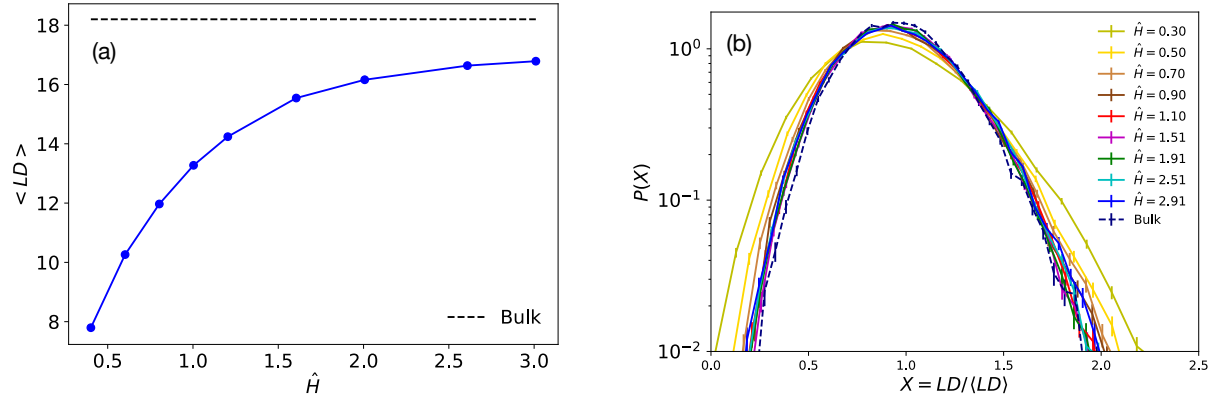 (a)
18
16
14
12
10
8
< LD >
0.5 1.0 1.5 2.0 2.5 3.0
Ĥ
Bulk
(b)
10⁰
10⁻¹
10⁻²
P(X)
0.0 0.5 1.0 1.5 2.0 2.5
X = LD/⟨LD⟩
Ĥ = 0.30
Ĥ = 0.50
Ĥ = 0.70
Ĥ = 0.90
Ĥ = 1.10
Ĥ = 1.51
Ĥ = 1.91
Ĥ = 2.51
Ĥ = 2.91
Bulk